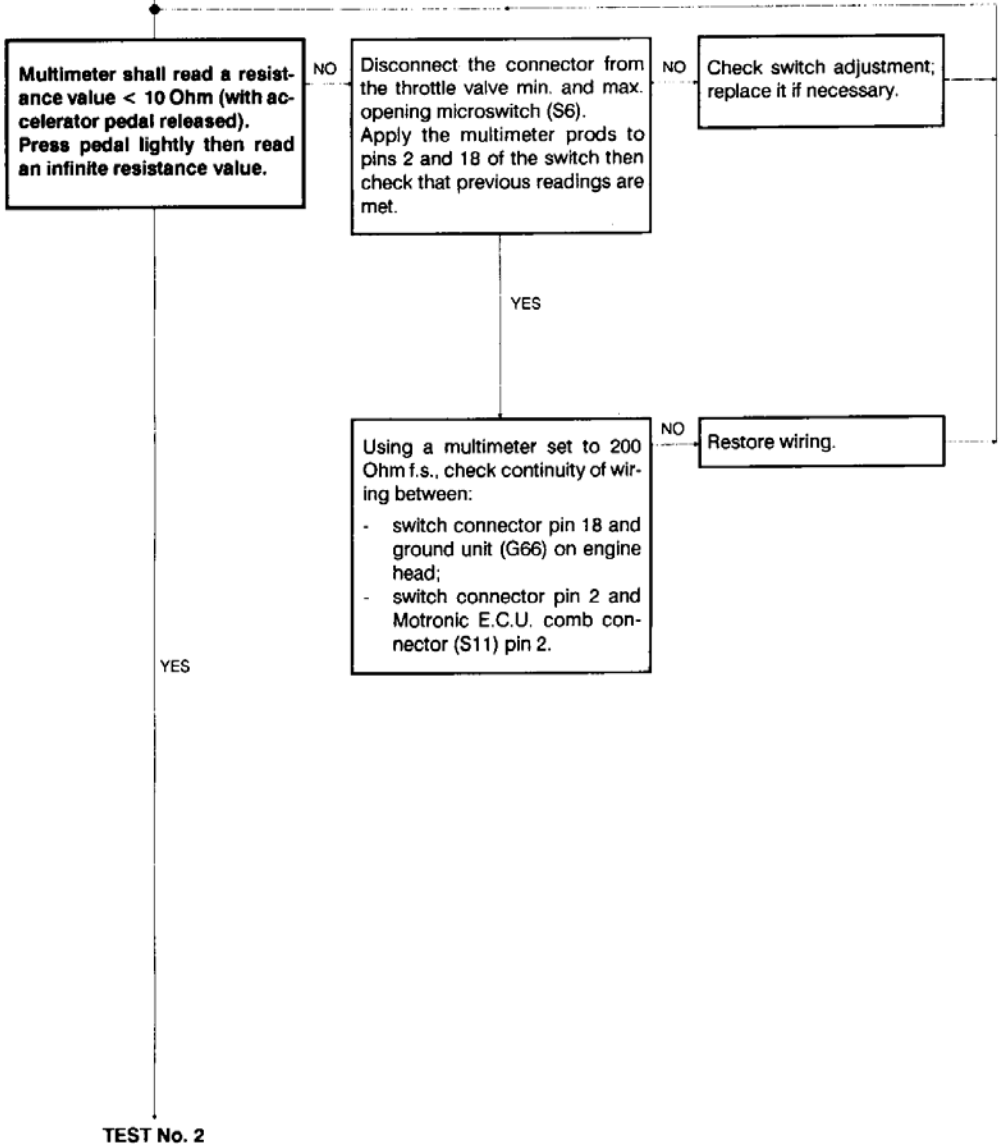 Multimeter shall read a resist-
ance value < 10 Ohm (with ac-
celerator pedal released).
Press pedal lightly then read
an infinite resistance value.
NO
Disconnect the connector from
the throttle valve min. and max.
opening microswitch (S6).
Apply the multimeter prods to
pins 2 and 18 of the switch then
check that previous readings are
met.
NO
Check switch adjustment;
replace it if necessary.
YES
Using a multimeter set to 200
Ohm f.s., check continuity of wir-
ing between:
- switch connector pin 18 and
ground unit (G66) on engine
head;
- switch connector pin 2 and
Motronic E.C.U. comb con-
nector (S11) pin 2.
NO
Restore wiring.
YES
TEST No. 2